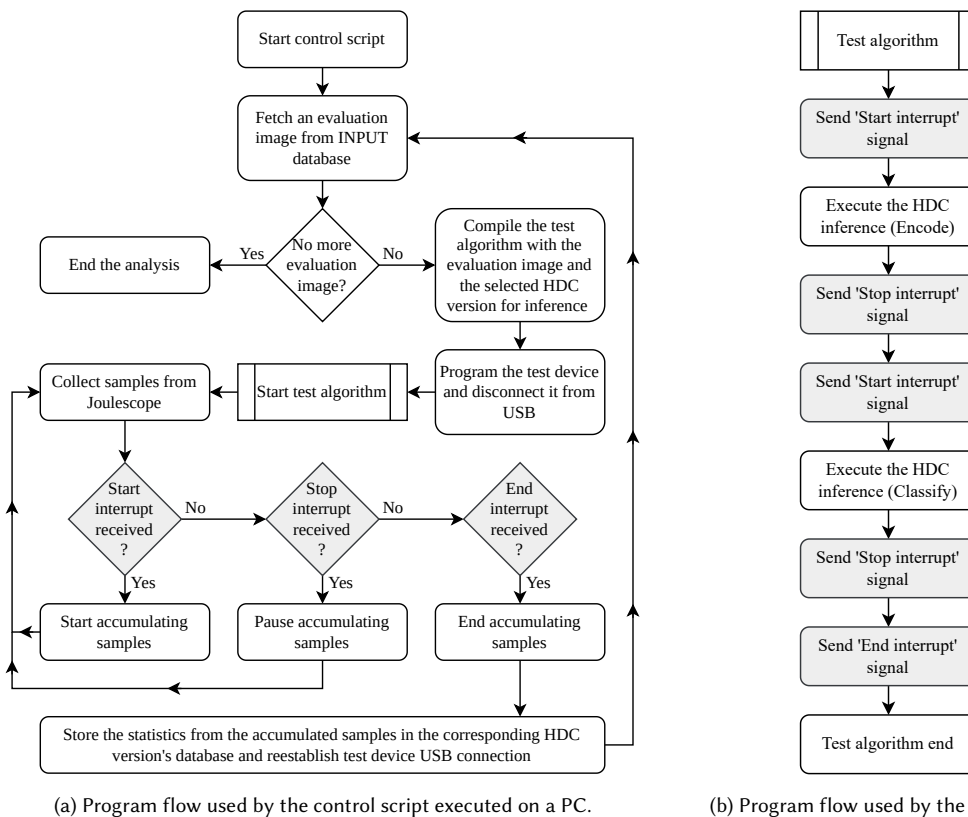 Start control script
Fetch an evaluation
image from INPUT
database
No more
evaluation
image?
Yes
No
End the analysis
Compile the test
algorithm with the
evaluation image and
the selected HDC
version for inference
Program the test device
and disconnect it from
USB
Start test algorithm
Collect samples from
Joulescope
Start
interrupt
received
?
No
Stop
interrupt
received
?
No
End
interrupt
received
?
Yes
Yes
Yes
Start accumulating
samples
Pause accumulating
samples
End accumulating
samples
Store the statistics from the accumulated samples in the corresponding HDC
version's database and reestablish test device USB connection
(a) Program flow used by the control script executed on a PC.
Test algorithm
Send 'Start interrupt'
signal
Execute the HDC
inference (Encode)
Send 'Stop interrupt'
signal
Send 'Start interrupt'
signal
Execute the HDC
inference (Classify)
Send 'Stop interrupt'
signal
Send 'End interrupt'
signal
Test algorithm end
(b) Program flow used by the